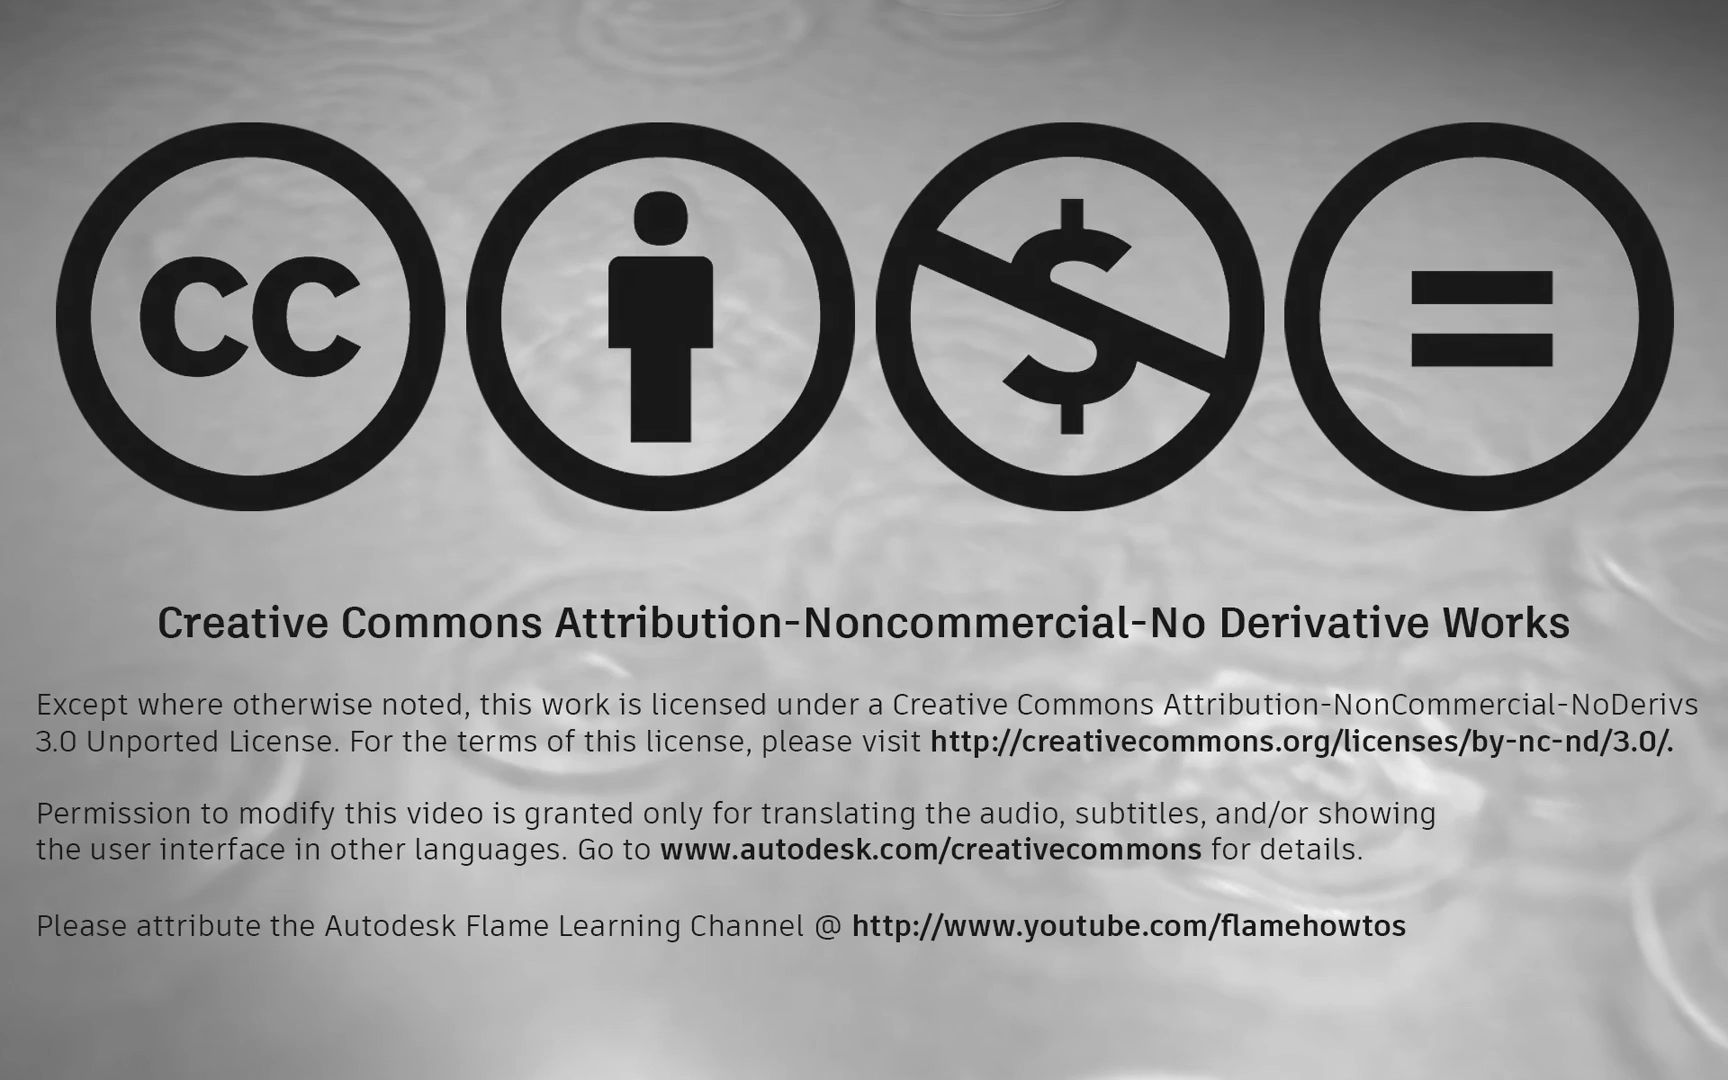 cc
$
=
Creative Commons Attribution-Noncommercial-No Derivative Works
Except where otherwise noted, this work is licensed under a Creative Commons Attribution-NonCommercial-NoDerivs
3.0 Unported License. For the terms of this license, please visit http://creativecommons.org/licenses/by-nc-nd/3.0/.
Permission to modify this video is granted only for translating the audio, subtitles, and/or showing
the user interface in other languages. Go to www.autodesk.com/creativecommons for details.
Please attribute the Autodesk Flame Learning Channel @ http://www.youtube.com/flamehowtos